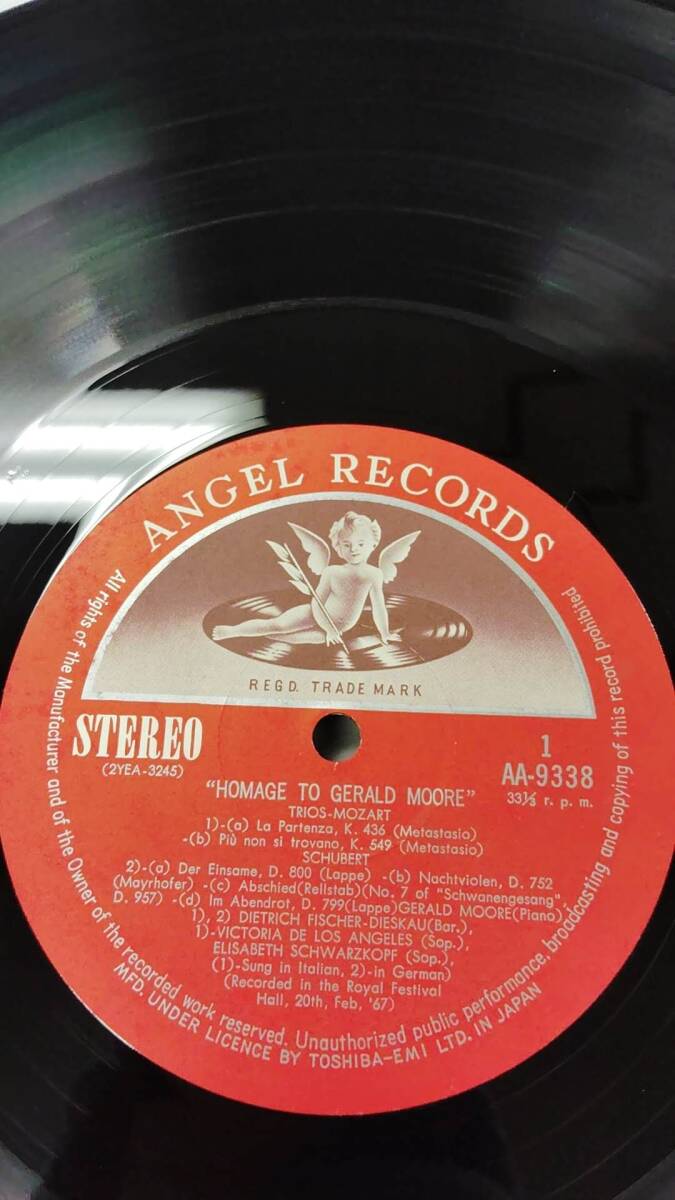 ANGEL RECORDS
REGD. TRADE MARK
STEREO
(2YEA-3245)
1
AA-9338
33⅓ r. p. m.
"HOMAGE TO GERALD MOORE"
TRIOS-MOZART
1)-(a) La Partenza, K. 436 (Metastasio)
-(b) Più non si trovano, K. 549 (Metastasio)
SCHUBERT
2)-(a) Der Einsame, D. 800 (Lappe) -(b) Nachtviolen, D. 752
(Mayrhofer) -(c) Abschied(Rellstab)(No. 7 of "Schwanengesang",
D. 957) -(d) Im Abendrot, D. 799(Lappe)GERALD MOORE(Piano),
1), 2) DIETRICH FISCHER-DIESKAU(Bar.),
1)-VICTORIA DE LOS ANGELES (Sop.),
ELISABETH SCHWARZKOPF (Sop.),
(1)-Sung in Italian, 2)-in German)
(Recorded in the Royal Festival
Hall, 20th, Feb, '67)
All rights of the Manufacturer and of the Owner of the recorded work reserved. Unauthorized public performance, broadcasting and copying of this record prohibited
MFD. UNDER LICENCE BY TOSHIBA-EMI LTD. IN JAPAN